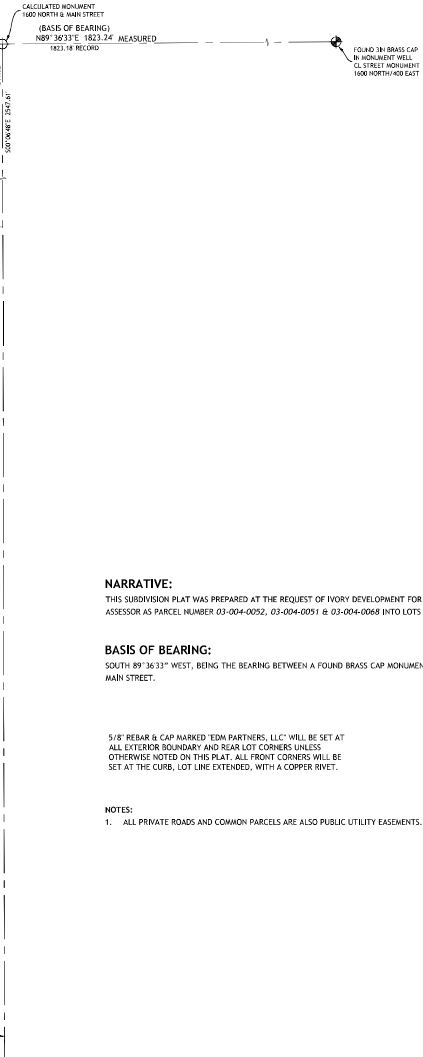 CALCULATED MONUMENT
1600 NORTH & MAIN STREET
(BASIS OF BEARING)
N89°36'33"E 1823.24' MEASURED
1823.18' RECORD
FOUND 3IN BRASS CAP
IN MONUMENT WELL
CL STREET MONUMENT
1600 NORTH/400 EAST
S00°06'48"E 2547.61'
NARRATIVE:
THIS SUBDIVISION PLAT WAS PREPARED AT THE REQUEST OF IVORY DEVELOPMENT FOR
ASSESSOR AS PARCEL NUMBER 03-004-0052, 03-004-0051 & 03-004-0068 INTO LOTS
BASIS OF BEARING:
SOUTH 89°36'33" WEST, BEING THE BEARING BETWEEN A FOUND BRASS CAP MONUMEN
MAIN STREET.
5/8" REBAR & CAP MARKED "EDM PARTNERS, LLC" WILL BE SET AT
ALL EXTERIOR BOUNDARY AND REAR LOT CORNERS UNLESS
OTHERWISE NOTED ON THIS PLAT. ALL FRONT CORNERS WILL BE
SET AT THE CURB, LOT LINE EXTENDED, WITH A COPPER RIVET.
NOTES:
1. ALL PRIVATE ROADS AND COMMON PARCELS ARE ALSO PUBLIC UTILITY EASEMENTS.